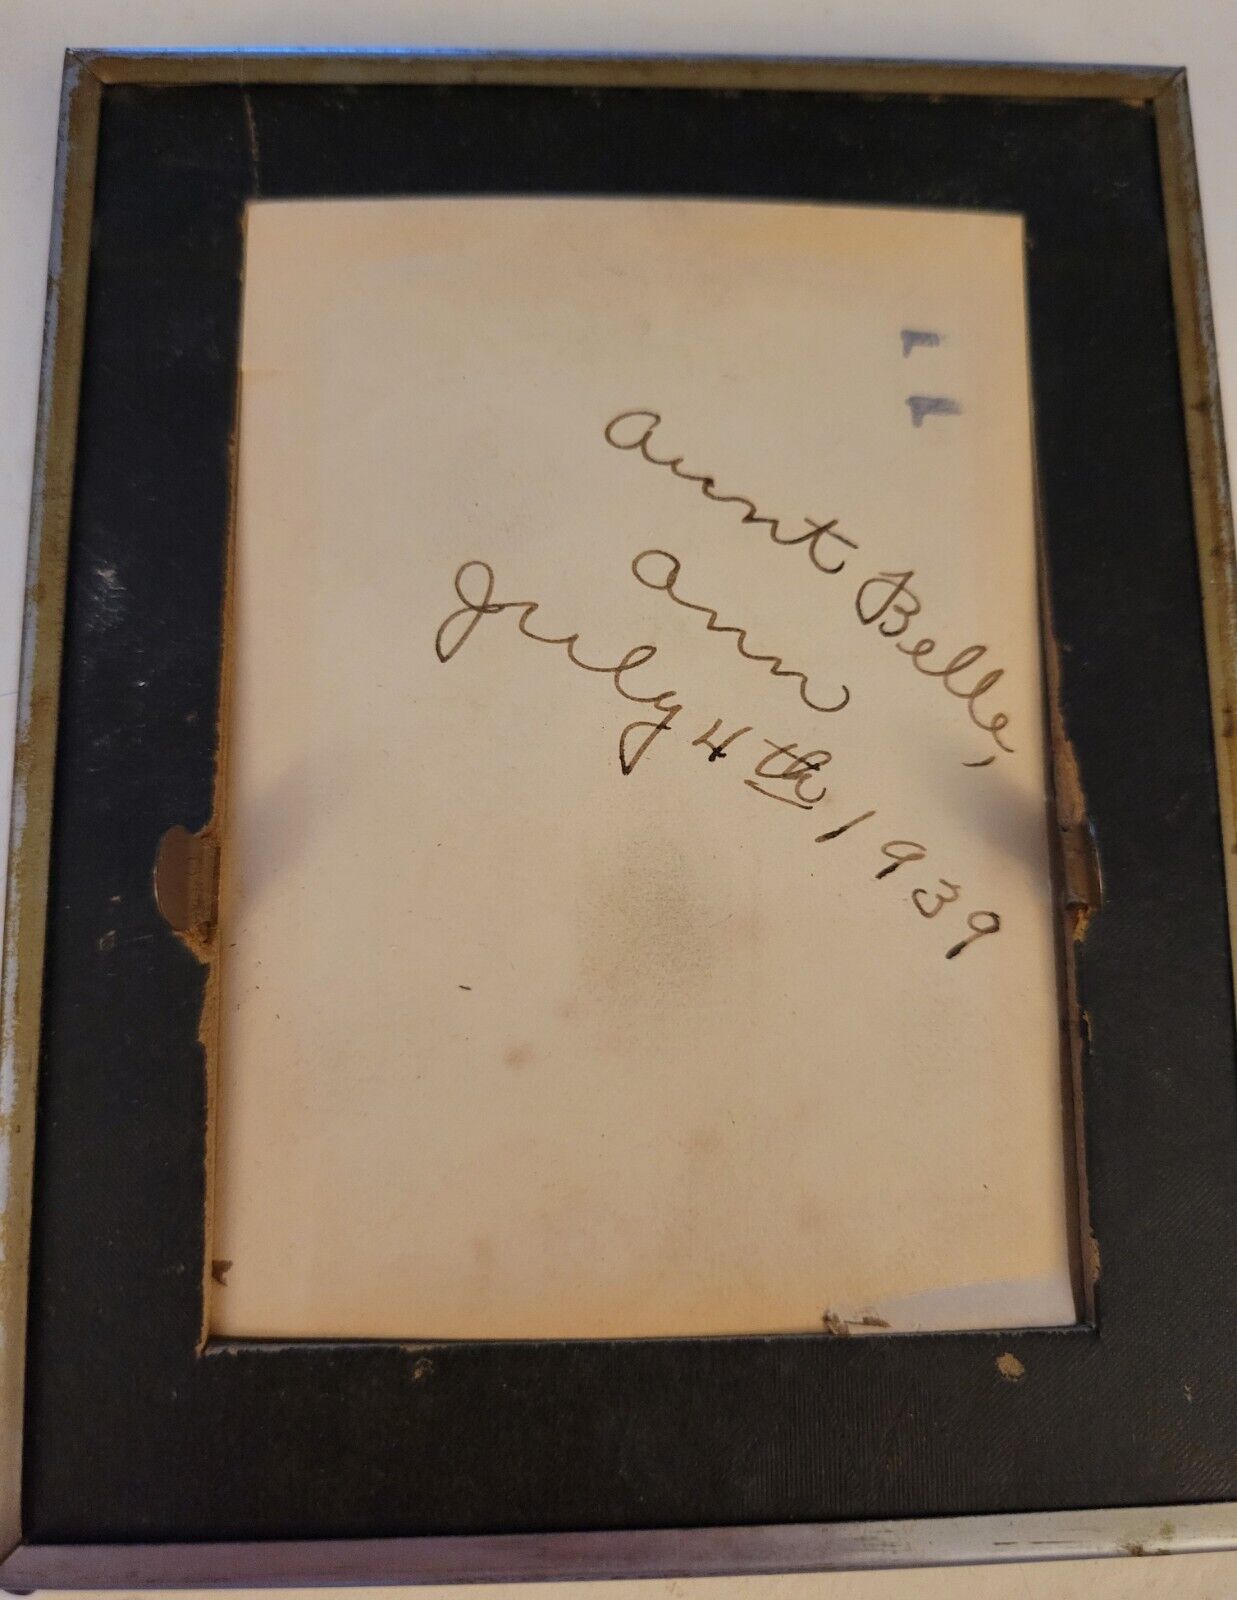 Aunt Belle,
Ann
July 4th 1939